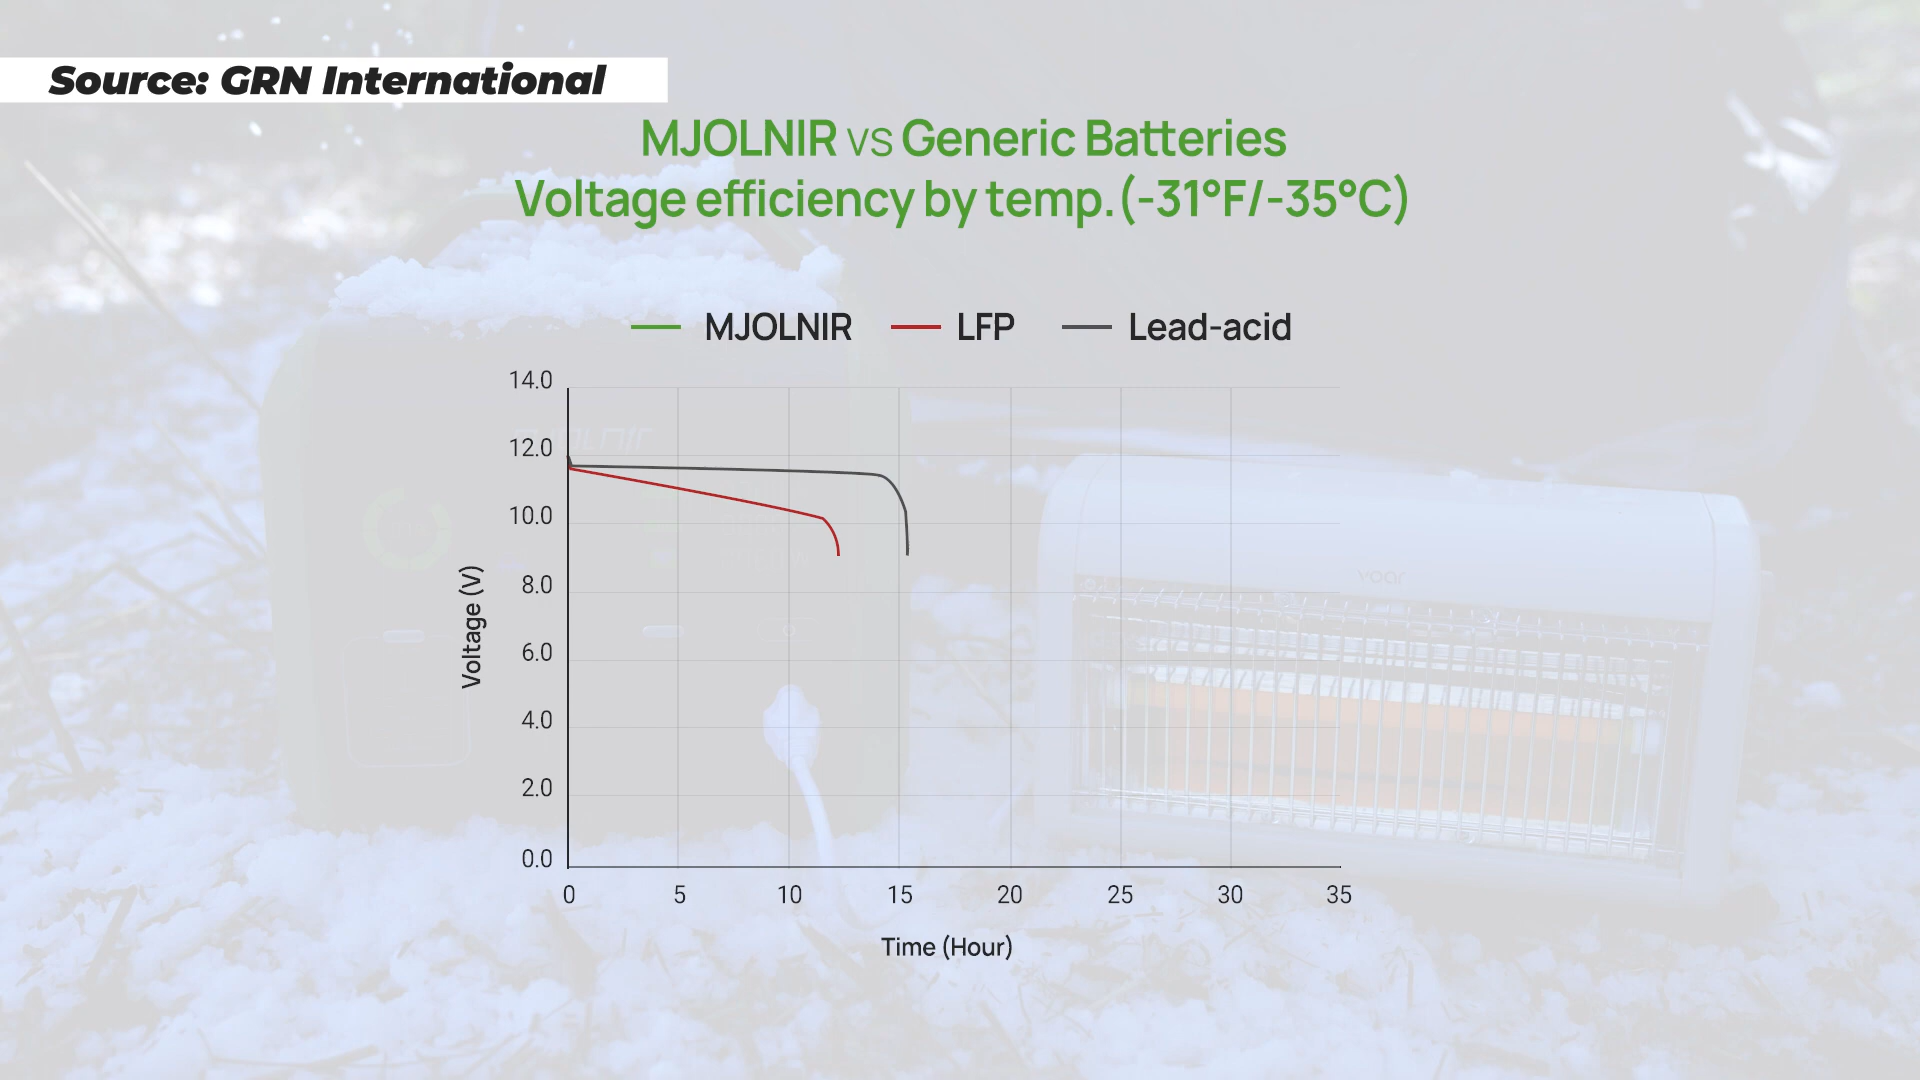 Source: GRN International
MJOLNIR VS Generic Batteries
Voltage efficiency by temp.(-31°F/-35°C)
MJOLNIR LFP Lead-acid
14.0
12.0
10.0
8.0
6.0
4.0
2.0
0.0
Voltage (V)
0 5 10 15 20 25 30 35
Time (Hour)
MJOLNIR
voar